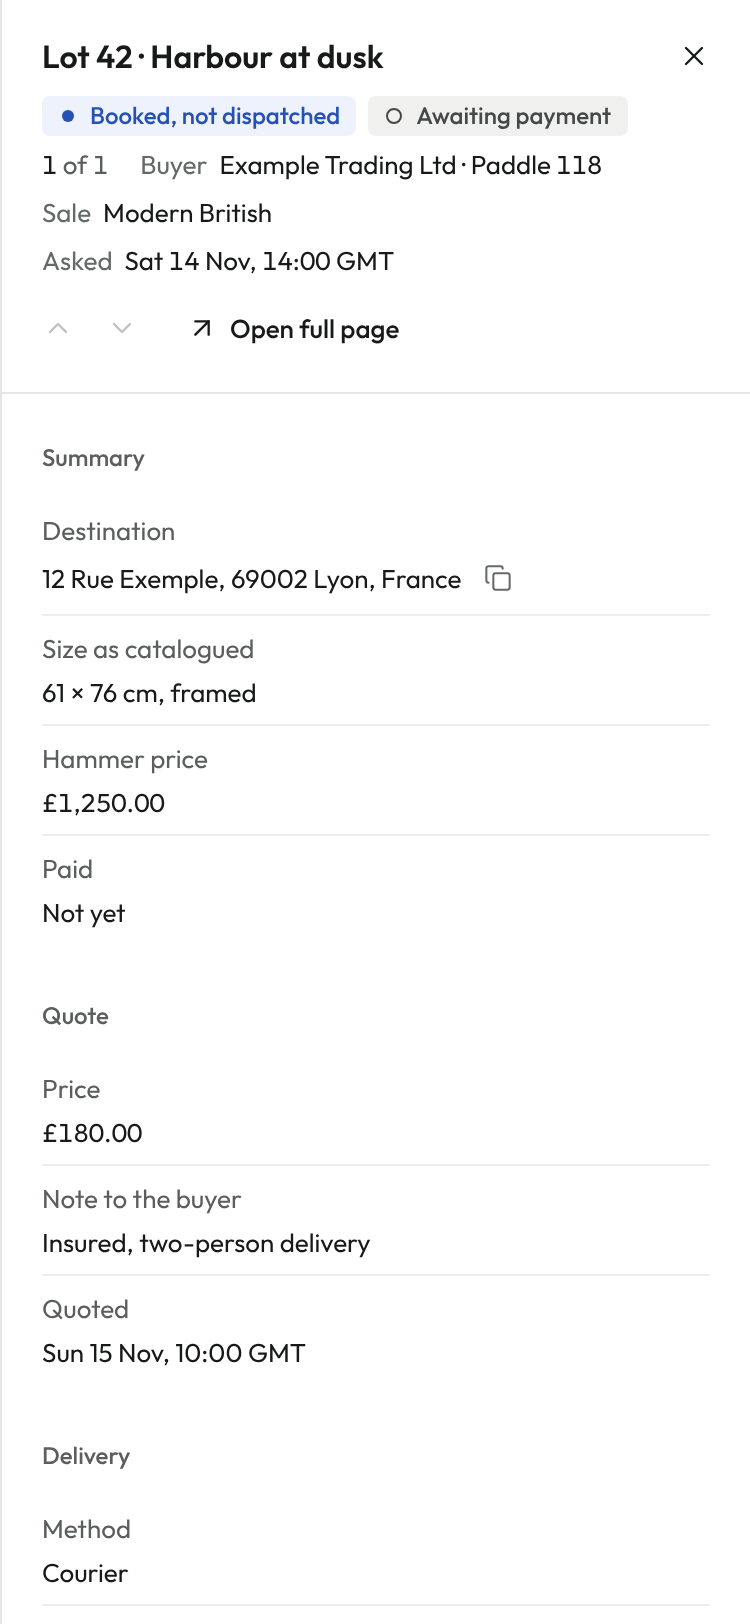 Lot 42 · Harbour at dusk
Booked, not dispatched
Awaiting payment
1 of 1 Buyer Example Trading Ltd · Paddle 118
Sale Modern British
Asked Sat 14 Nov, 14:00 GMT
Open full page
Summary
Destination
12 Rue Exemple, 69002 Lyon, France
Size as catalogued
61 × 76 cm, framed
Hammer price
£1,250.00
Paid
Not yet
Quote
Price
£180.00
Note to the buyer
Insured, two-person delivery
Quoted
Sun 15 Nov, 10:00 GMT
Delivery
Method
Courier